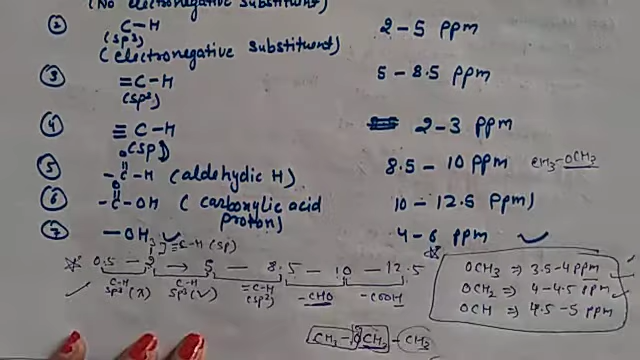 (No electronegative substituent)
② C–H 2–5 ppm
(sp³)
(electronegative substituent)
③ =C–H 5–8.5 ppm
(sp²)
④ ≡C–H 2–3 ppm
(sp)
⑤ –C–H (aldehydic H) 8.5–10 ppm CH₃–OCH₃
O
⑥ –C–OH (carboxylic acid proton) 10–12.5 ppm)
O
⑦ –OH 4–6 ppm
≡C–H (sp)
0.5 – 2 → 5 – 8.5 – 10 – 12.5
C–H sp³(x) C–H sp³(✓) =C–H (sp²) –CHO –COOH
OCH₃ ⇒ 3.5–4 ppm
OCH₂ ⇒ 4–4.5 ppm
OCH ⇒ 4.5–5 ppm
CH₃–OCH₂–CH₂